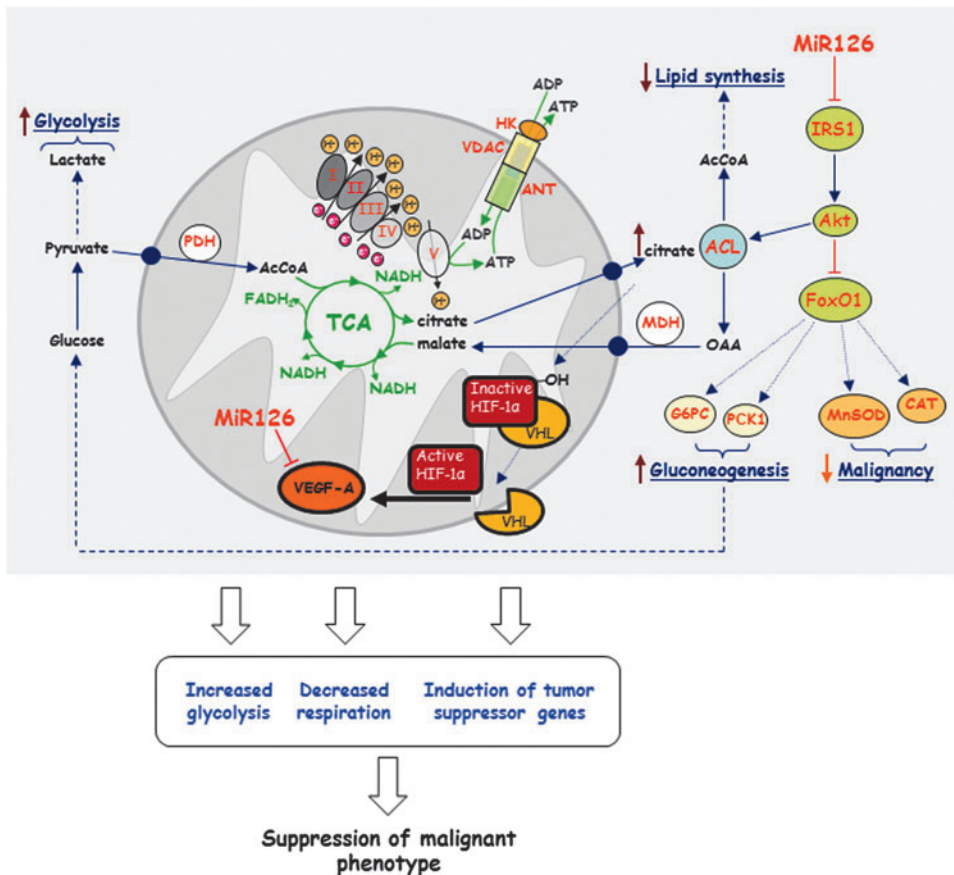 MiR126
ADP
ATP
Lipid synthesis
HK
VDAC
ANT
Glycolysis
Lactate
IRS1
AcCoA
H+
H+
H+
H+
H+
H+
I
II
III
IV
V
e-
e-
e-
e-
e-
Akt
Pyruvate
PDH
AcCoA
ADP
ATP
citrate
ACL
NADH
H+
FADH2
TCA
citrate
malate
MDH
OAA
FoxO1
Glucose
NADH
NADH
Inactive
HIF-1a
OH
VHL
G6PC
PCK1
MnSOD
CAT
MiR126
Active
HIF-1a
Gluconeogenesis
Malignancy
VEGF-A
VHL
Increased
glycolysis
Decreased
respiration
Induction of tumor
suppressor genes
Suppression of malignant
phenotype